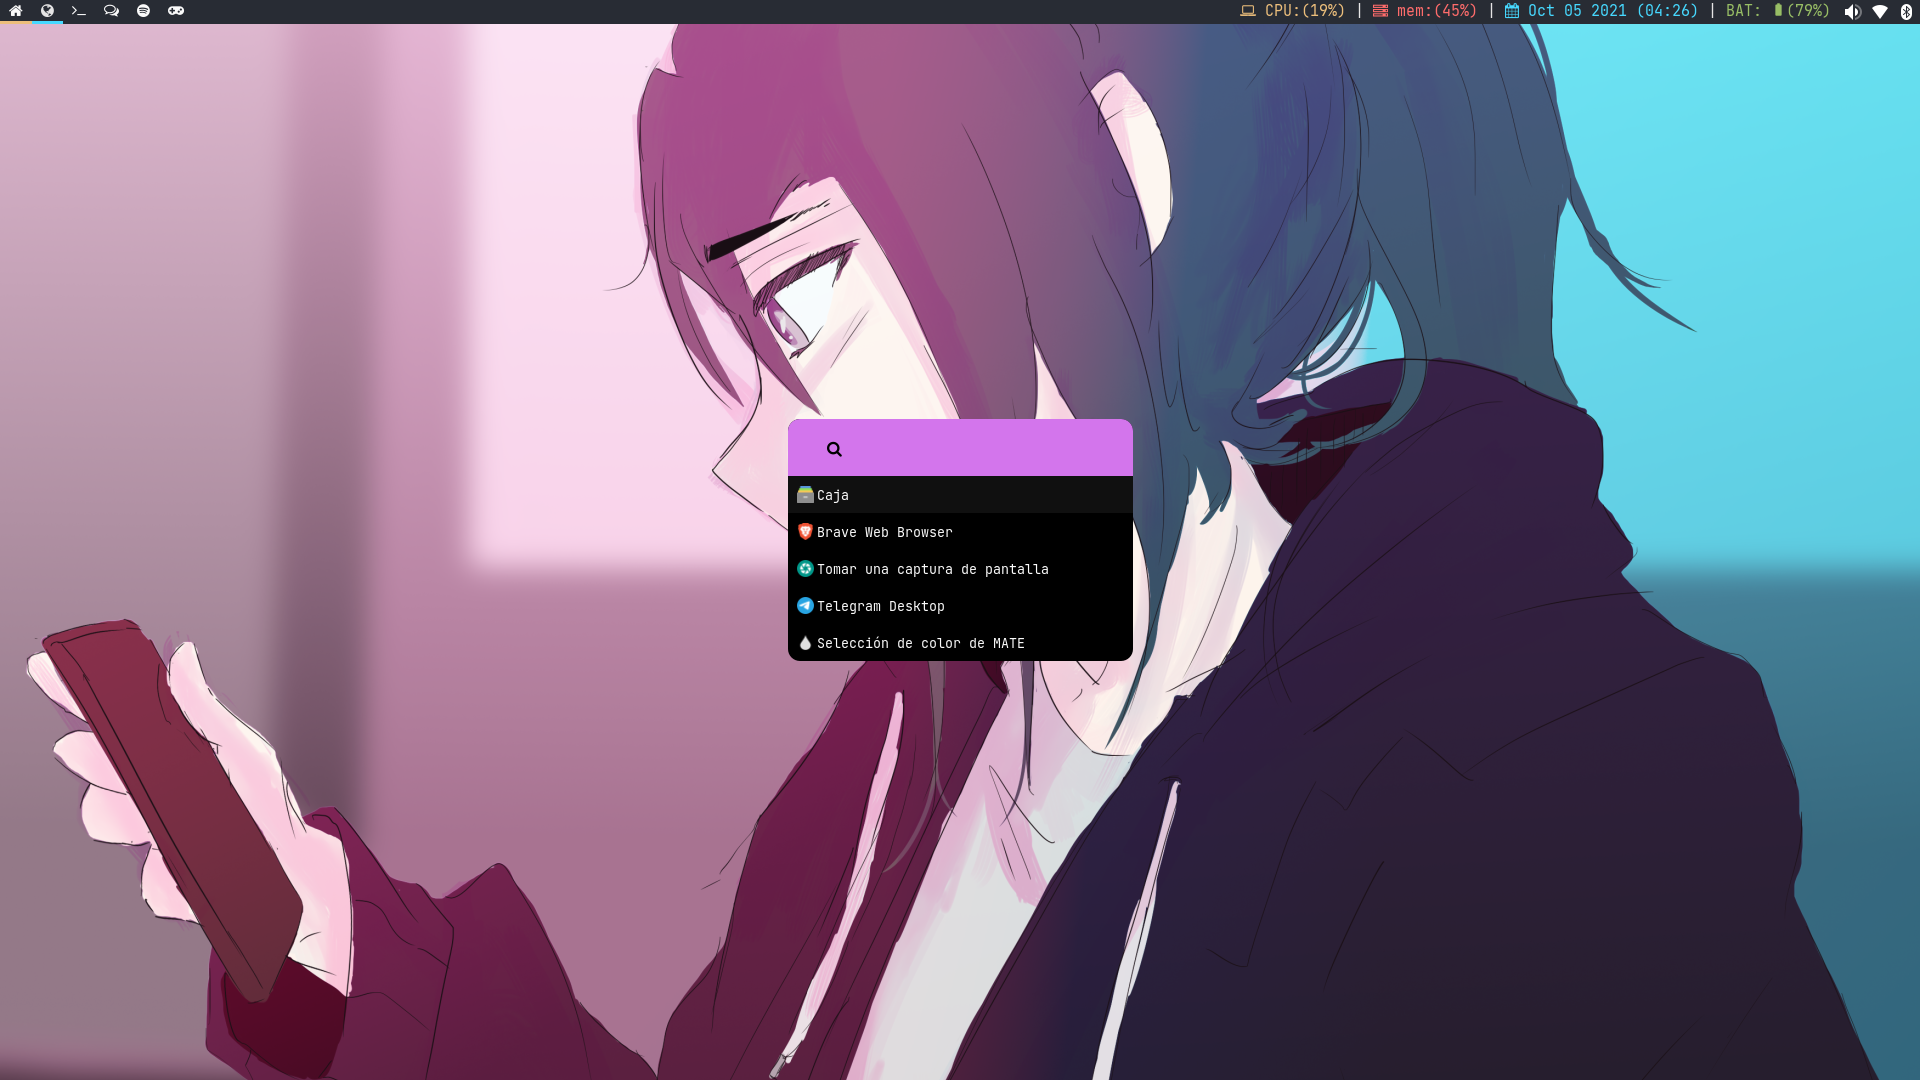 CPU:(19%) | mem:(45%) | Oct 05 2021 (04:26) | BAT: (79%)
Caja
Brave Web Browser
Tomar una captura de pantalla
Telegram Desktop
Selección de color de MATE